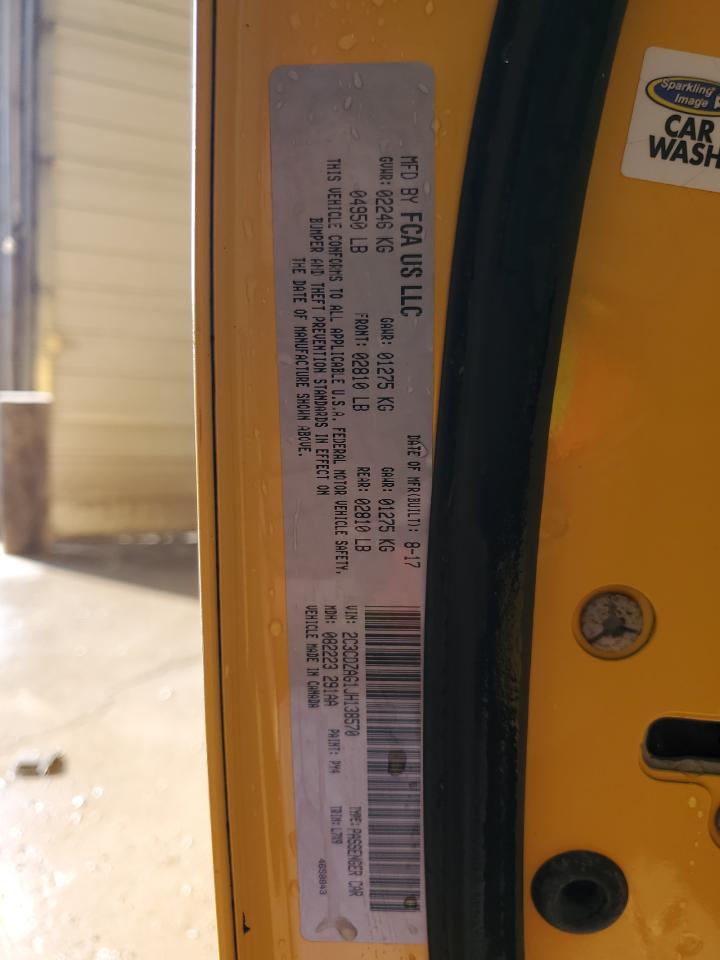 MFD BY FCA US LLC
DATE OF MFR(BUILT): 8-17
GVWR: 02246 KG GAWR: 01275 KG GAWR: 01275 KG
04950 LB FRONT: 02810 LB REAR: 02810 LB
THIS VEHICLE CONFORMS TO ALL APPLICABLE U.S.A. FEDERAL MOTOR VEHICLE SAFETY,
BUMPER AND THEFT PREVENTION STANDARDS IN EFFECT ON
THE DATE OF MANUFACTURE SHOWN ABOVE.
VIN: 2C3CDZAG1JH138570 TYPE: PASSENGER CAR
MDH: 082223 291AA PAINT: PY4 TRIM: L7X9
VEHICLE MADE IN CANADA 4650843
Sparkling
Image
CAR
WASH